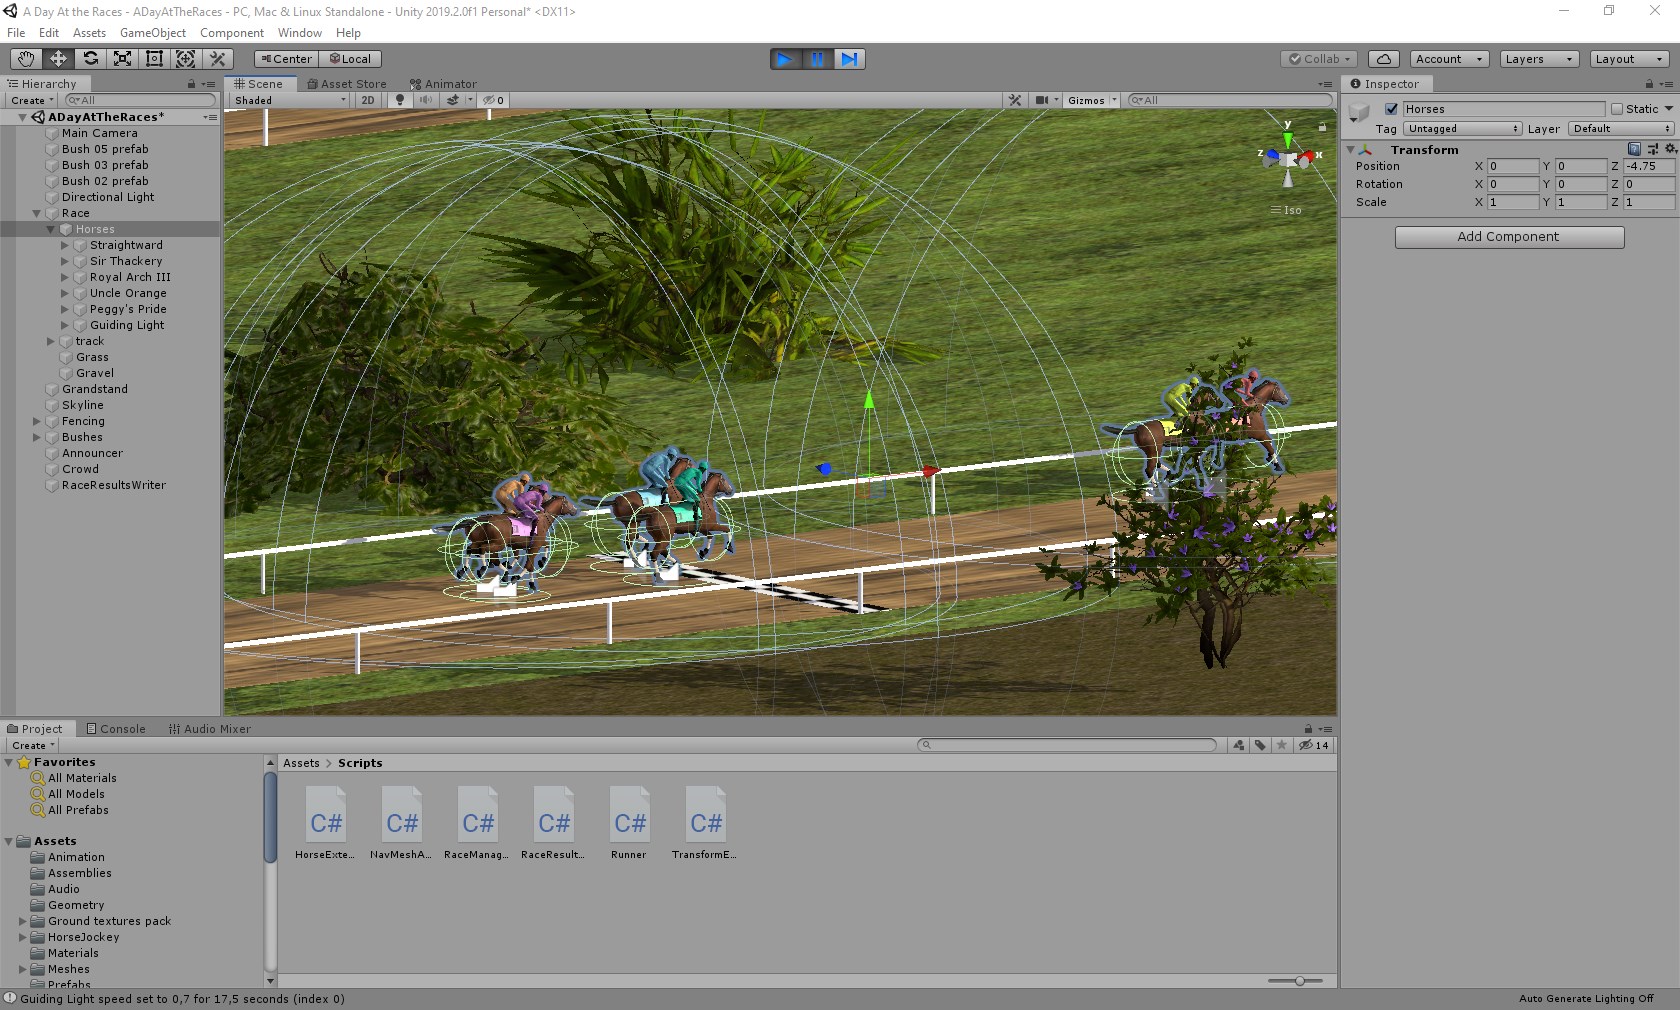 A Day At the Races - ADayAtTheRaces - PC, Mac & Linux Standalone - Unity 2019.2.0f1 Personal* <DX11>
File Edit Assets GameObject Component Window Help
Center Local Collab Account Layers Layout
Hierarchy
Create All
ADayAtTheRaces*
Main Camera
Bush 05 prefab
Bush 03 prefab
Bush 02 prefab
Directional Light
Race
Horses
Straightward
Sir Thackery
Royal Arch III
Uncle Orange
Peggy's Pride
Guiding Light
track
Grass
Gravel
Grandstand
Skyline
Fencing
Bushes
Announcer
Crowd
RaceResultsWriter
Scene Asset Store Animator
Shaded 2D 0 Gizmos All
y
z x
Iso
Inspector
Horses Static
Tag Untagged Layer Default
Transform
Position X 0 Y 0 Z -4.75
Rotation X 0 Y 0 Z 0
Scale X 1 Y 1 Z 1
Add Component
Project Console Audio Mixer
Create 14
Favorites
All Materials
All Models
All Prefabs
Assets
Animation
Assemblies
Audio
Geometry
Ground textures pack
HorseJockey
Materials
Meshes
Prefabs
Assets > Scripts
C# C# C# C# C# C#
HorseExte... NavMeshA... RaceManag... RaceResult... Runner TransformE...
Guiding Light speed set to 0,7 for 17,5 seconds (index 0)
Auto Generate Lighting Off